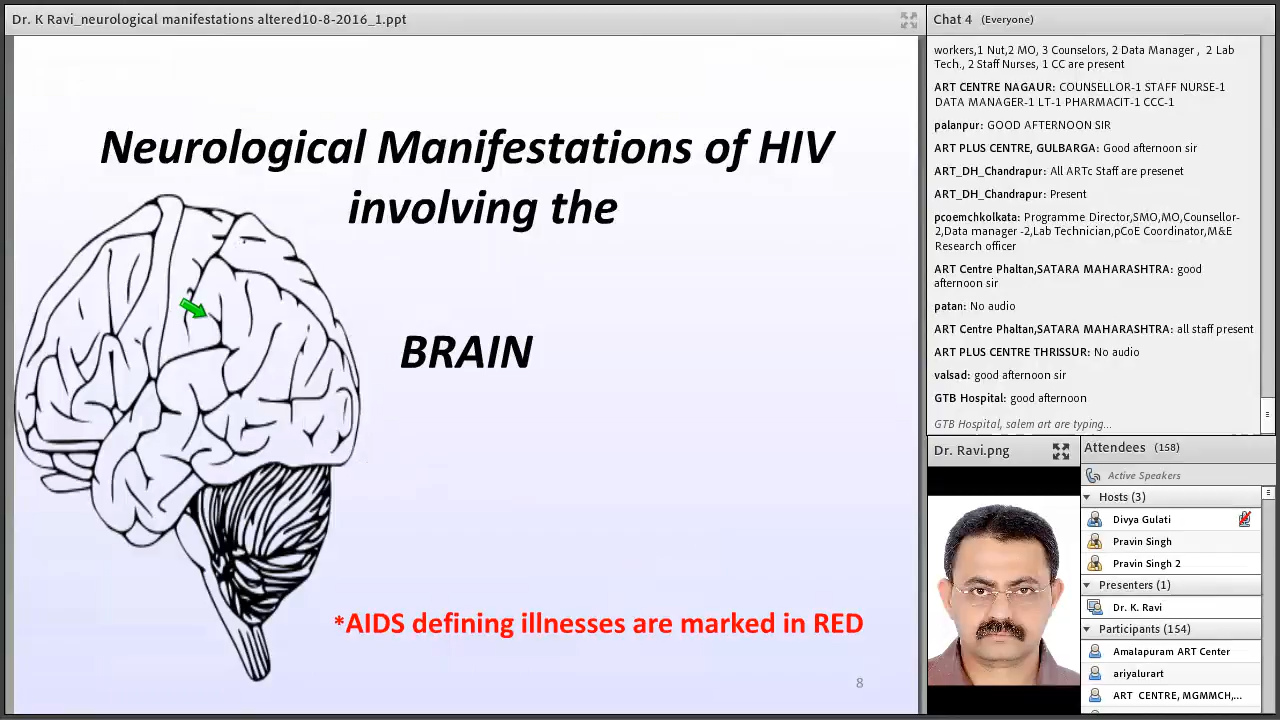 Dr. K Ravi_neurological manifestations altered10-8-2016_1.ppt
Neurological Manifestations of HIV
involving the
BRAIN
*AIDS defining illnesses are marked in RED
8
Chat 4 (Everyone)
workers,1 Nut,2 MO, 3 Counselors, 2 Data Manager , 2 Lab
Tech., 2 Staff Nurses, 1 CC are present
ART CENTRE NAGAUR: COUNSELLOR-1 STAFF NURSE-1
DATA MANAGER-1 LT-1 PHARMACIT-1 CCC-1
palanpur: GOOD AFTERNOON SIR
ART PLUS CENTRE, GULBARGA: Good afternoon sir
ART_DH_Chandrapur: All ARTc Staff are presenet
ART_DH_Chandrapur: Present
pcoemchkolkata: Programme Director,SMO,MO,Counselor-
2,Data manager -2,Lab Technician,pCoE Coordinator,M&E
Research officer
ART Centre Phaltan,SATARA MAHARASHTRA: good
afternoon sir
patan: No audio
ART Centre Phaltan,SATARA MAHARASHTRA: all staff present
ART PLUS CENTRE THRISSUR: No audio
valsad: good afternoon sir
GTB Hospital: good afternoon
GTB Hospital, salem art are typing...
Dr. Ravi.png
Attendees (158)
Active Speakers
Hosts (3)
Divya Gulati
Pravin Singh
Pravin Singh 2
Presenters (1)
Dr. K. Ravi
Participants (154)
Amalapuram ART Center
ariyalurart
ART CENTRE, MGMMCH,...